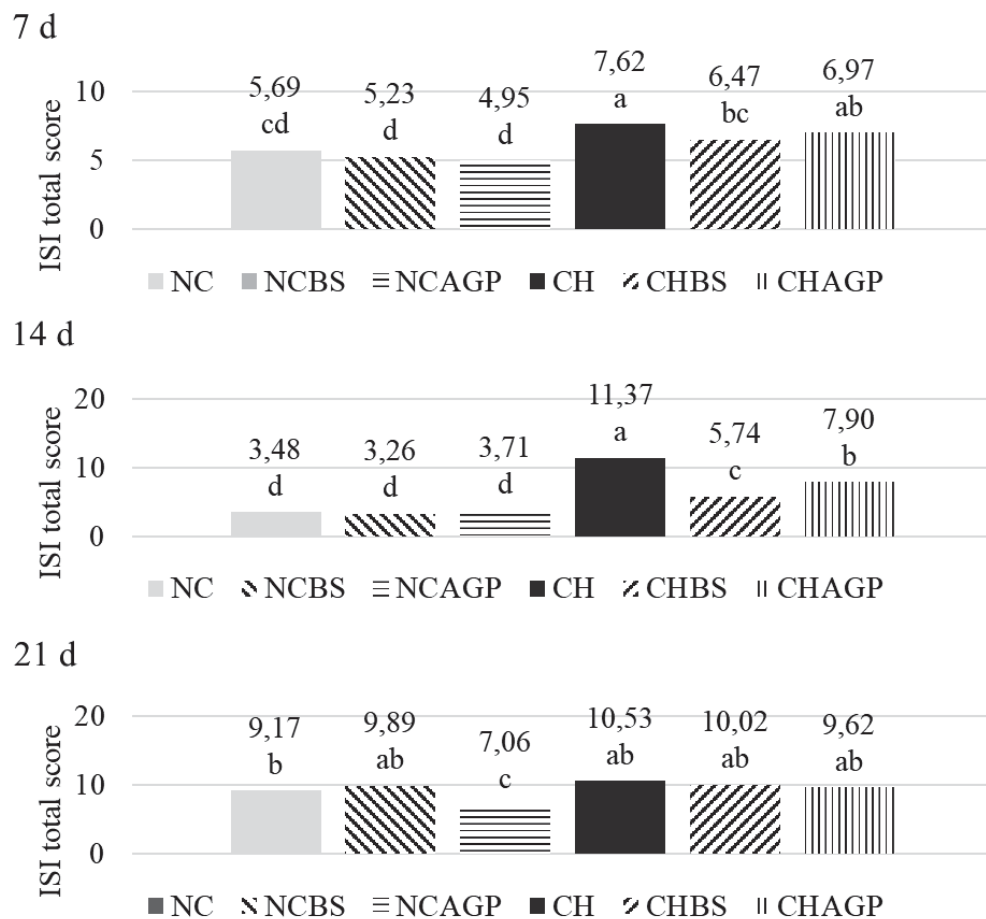 7 d
ISI total score
10
5
0
5,69 5,23 4,95 7,62 6,47 6,97
cd d d a bc ab
NC NCBS NCAGP CH CHBS CHAGP
14 d
ISI total score
20
10
0
3,48 3,26 3,71 11,37 5,74 7,90
d d d a c b
NC NCBS NCAGP CH CHBS CHAGP
21 d
ISI total score
20
10
0
9,17 9,89 7,06 10,53 10,02 9,62
b ab c ab ab ab
NC NCBS NCAGP CH CHBS CHAGP